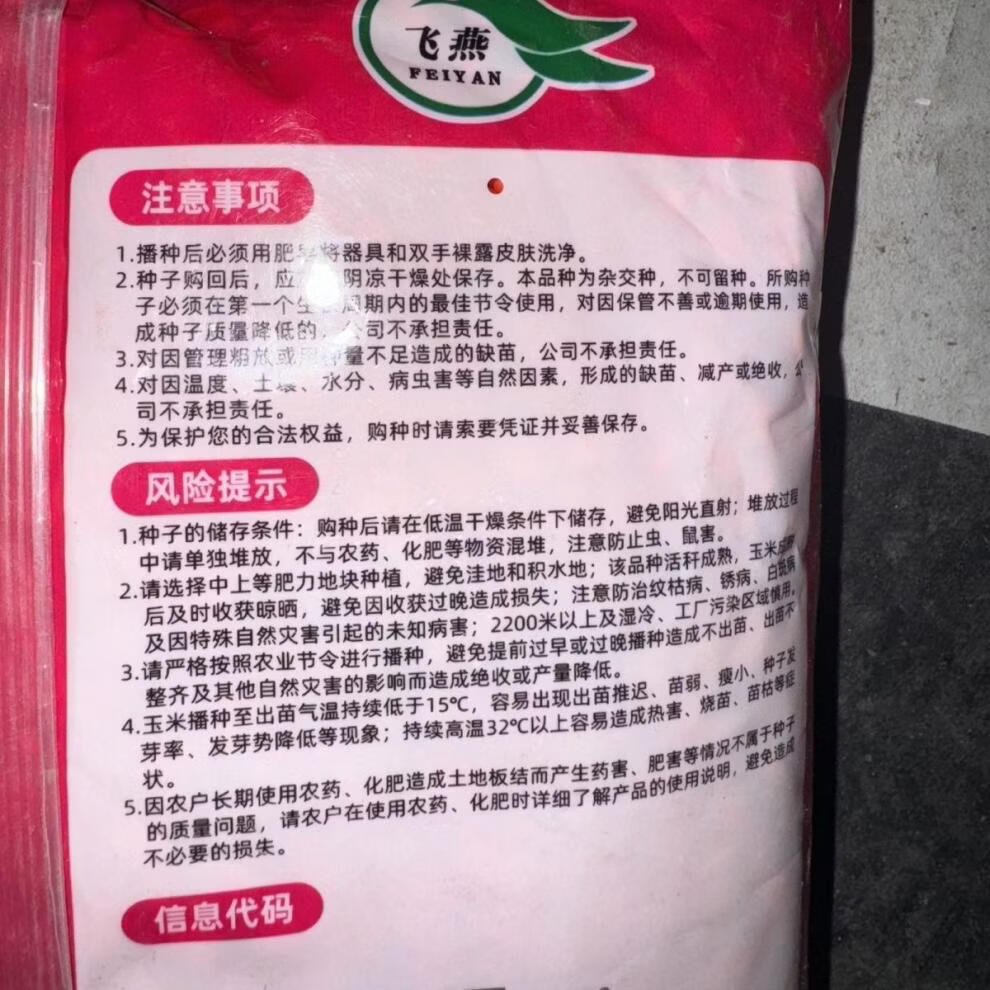 飞燕
FEIYAN
注意事项
1.播种后必须用肥皂将器具和双手裸露皮肤洗净。
2.种子购回后，应 阴凉干燥处保存。本品种为杂交种，不可留种。所购种
子必须在第一个生 周期内的最佳节令使用，对因保管不善或逾期使用，造
成种子质量降低的，公司不承担责任。
3.对因管理粗放或用种量不足造成的缺苗，公司不承担责任。
4.对因温度、土壤、水分、病虫害等自然因素，形成的缺苗、减产或绝收，公
司不承担责任。
5.为保护您的合法权益，购种时请索要凭证并妥善保存。
风险提示
1.种子的储存条件：购种后请在低温干燥条件下储存，避免阳光直射；堆放过程
中请单独堆放，不与农药、化肥等物资混堆，注意防止虫、鼠害。
2.请选择中上等肥力地块种植，避免洼地和积水地；该品种活秆成熟，玉米成熟
后及时收获晾晒，避免因收获过晚造成损失；注意防治纹枯病、锈病、白斑病
及因特殊自然灾害引起的未知病害；2200米以上及湿冷、工厂污染区域慎用。
3.请严格按照农业节令进行播种，避免提前过早或过晚播种造成不出苗、出苗不
整齐及其他自然灾害的影响而造成绝收或产量降低。
4.玉米播种至出苗气温持续低于15℃，容易出现出苗推迟、苗弱、瘦小、种子发
芽率、发芽势降低等现象；持续高温32℃以上容易造成热害、烧苗、苗枯等症
状。
5.因农户长期使用农药、化肥造成土地板结而产生药害、肥害等情况不属于种子
的质量问题，请农户在使用农药、化肥时详细了解产品的使用说明，避免造成
不必要的损失。
信息代码